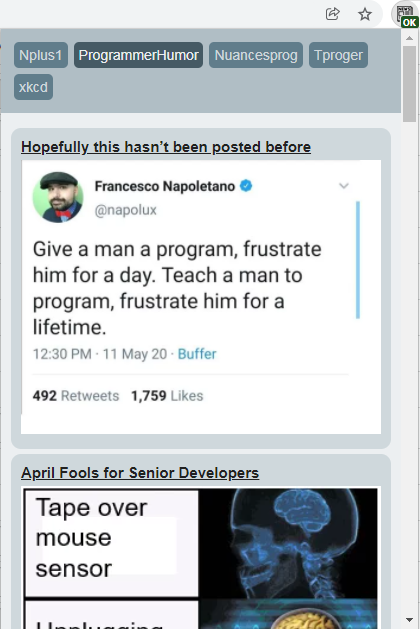 OK
Nplus1 ProgrammerHumor Nuancesprog Tproger
xkcd
Hopefully this hasn't been posted before
Francesco Napoletano
@napolux
Give a man a program, frustrate
him for a day. Teach a man to
program, frustrate him for a
lifetime.
12:30 PM · 11 May 20 · Buffer
492 Retweets 1,759 Likes
April Fools for Senior Developers
Tape over
mouse
sensor
Unplugging